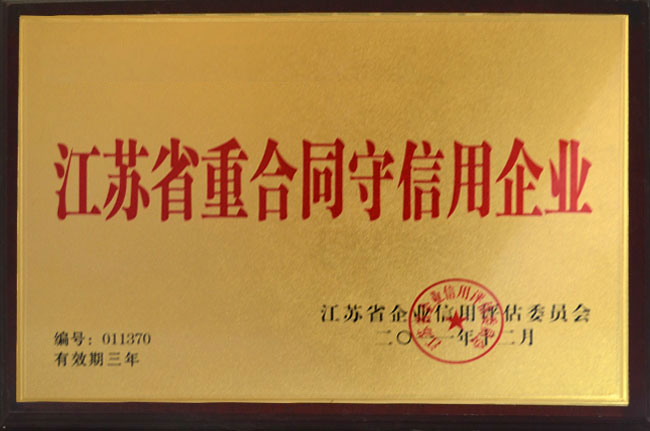 江苏省重合同守信用企业
江苏省企业信用评估委员会
二〇一一年十二月
编号：011370
有效期三年